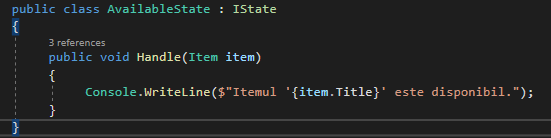 public class AvailableState : IState
{
3 references
public void Handle(Item item)
{
Console.WriteLine($"Itemul '{item.Title}' este disponibil.");
}
}